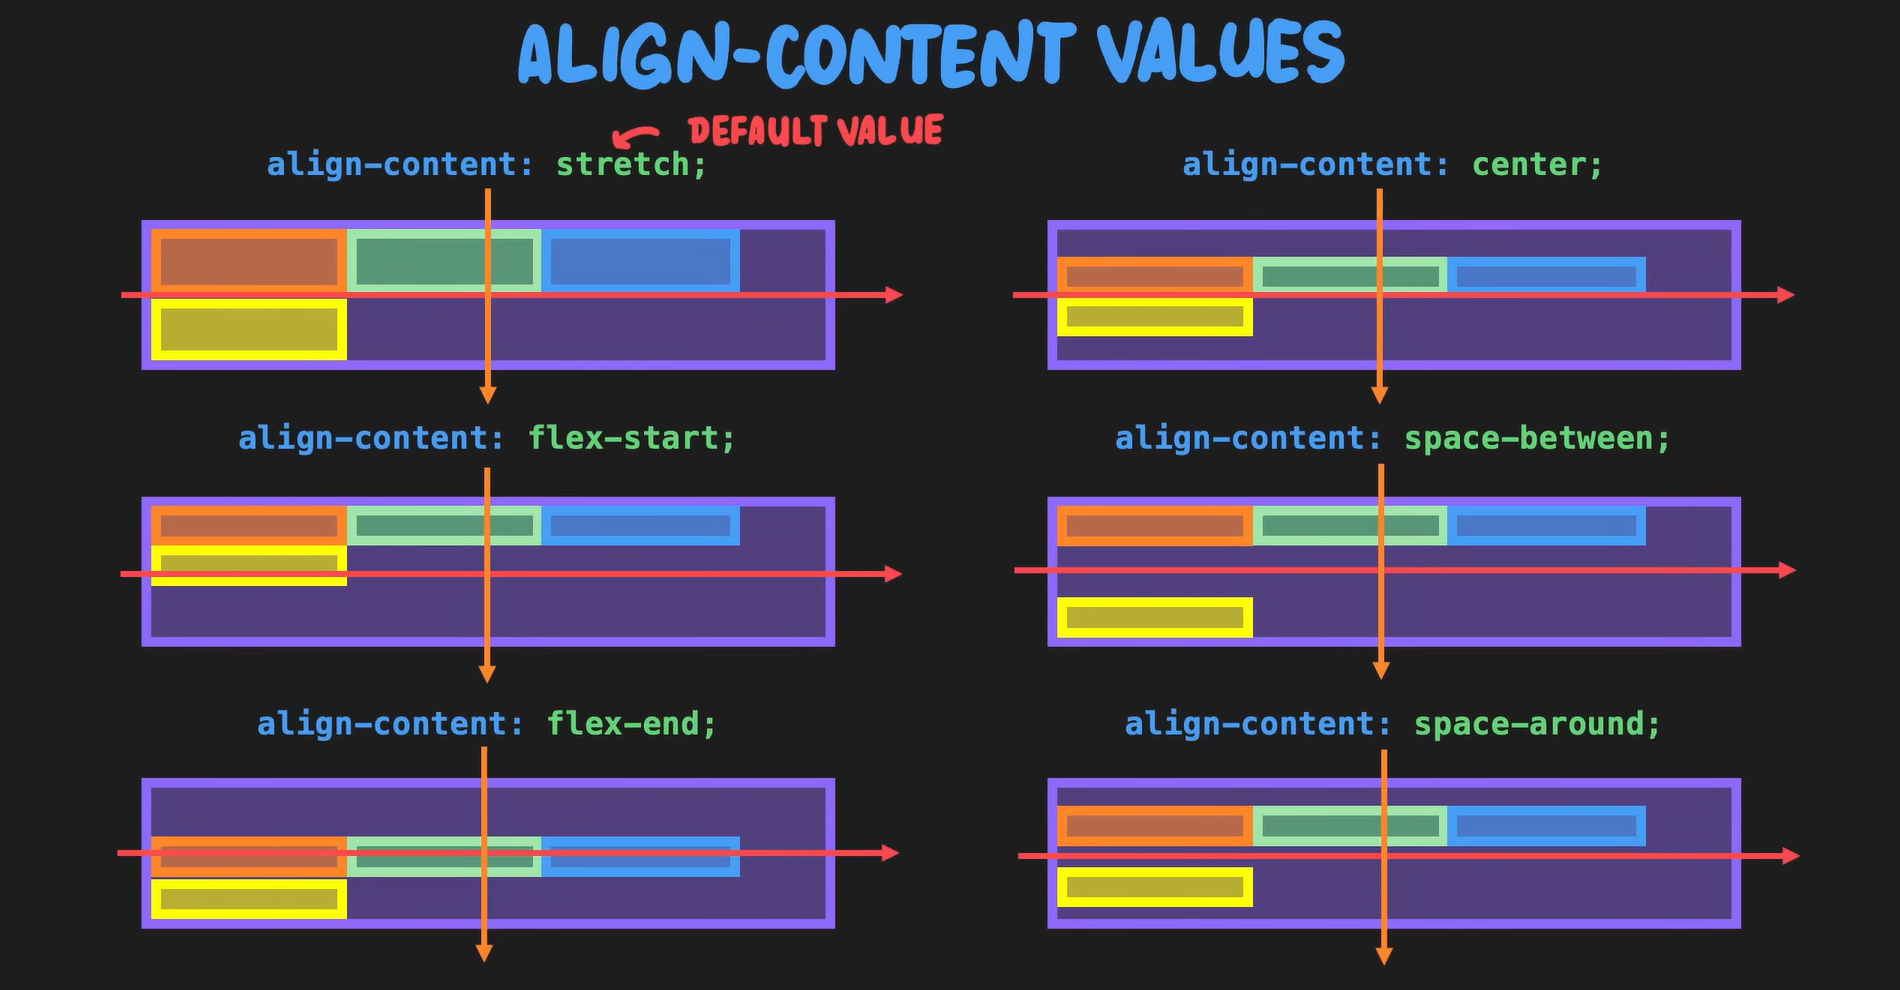 ALIGN-CONTENT VALUES
DEFAULT VALUE
align-content: stretch;
align-content: center;
align-content: flex-start;
align-content: space-between;
align-content: flex-end;
align-content: space-around;